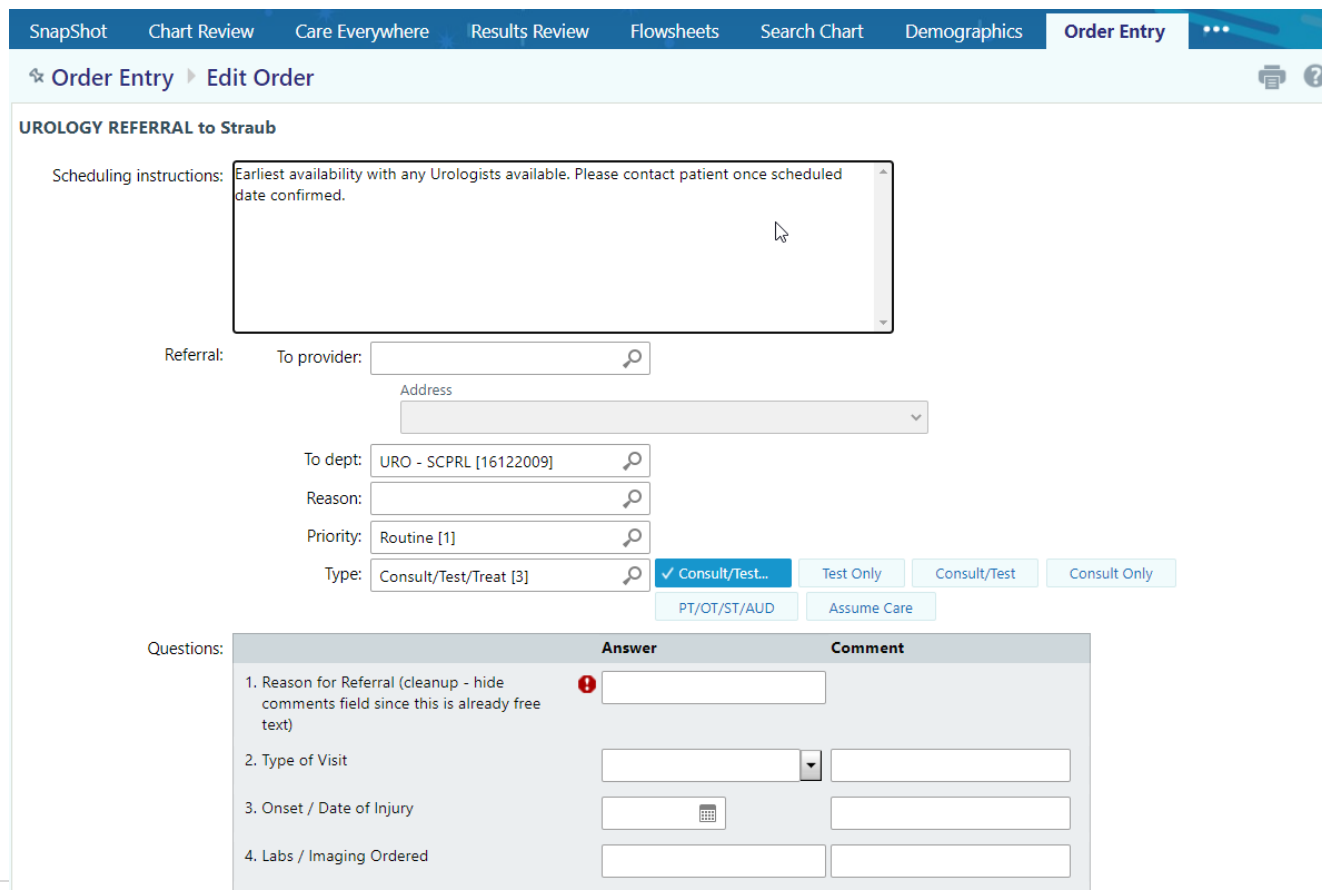 SnapShot Chart Review Care Everywhere Results Review Flowsheets Search Chart Demographics Order Entry •••
Order Entry Edit Order
UROLOGY REFERRAL to Straub
Scheduling instructions: Earliest availability with any Urologists available. Please contact patient once scheduled
date confirmed.
Referral: To provider:
Address
To dept: URO - SCPRL [16122009]
Reason:
Priority: Routine [1]
Type: Consult/Test/Treat [3] Consult/Test... Test Only Consult/Test Consult Only
PT/OT/ST/AUD Assume Care
Questions: Answer Comment
1. Reason for Referral (cleanup - hide
comments field since this is already free
text)
2. Type of Visit
3. Onset / Date of Injury
4. Labs / Imaging Ordered